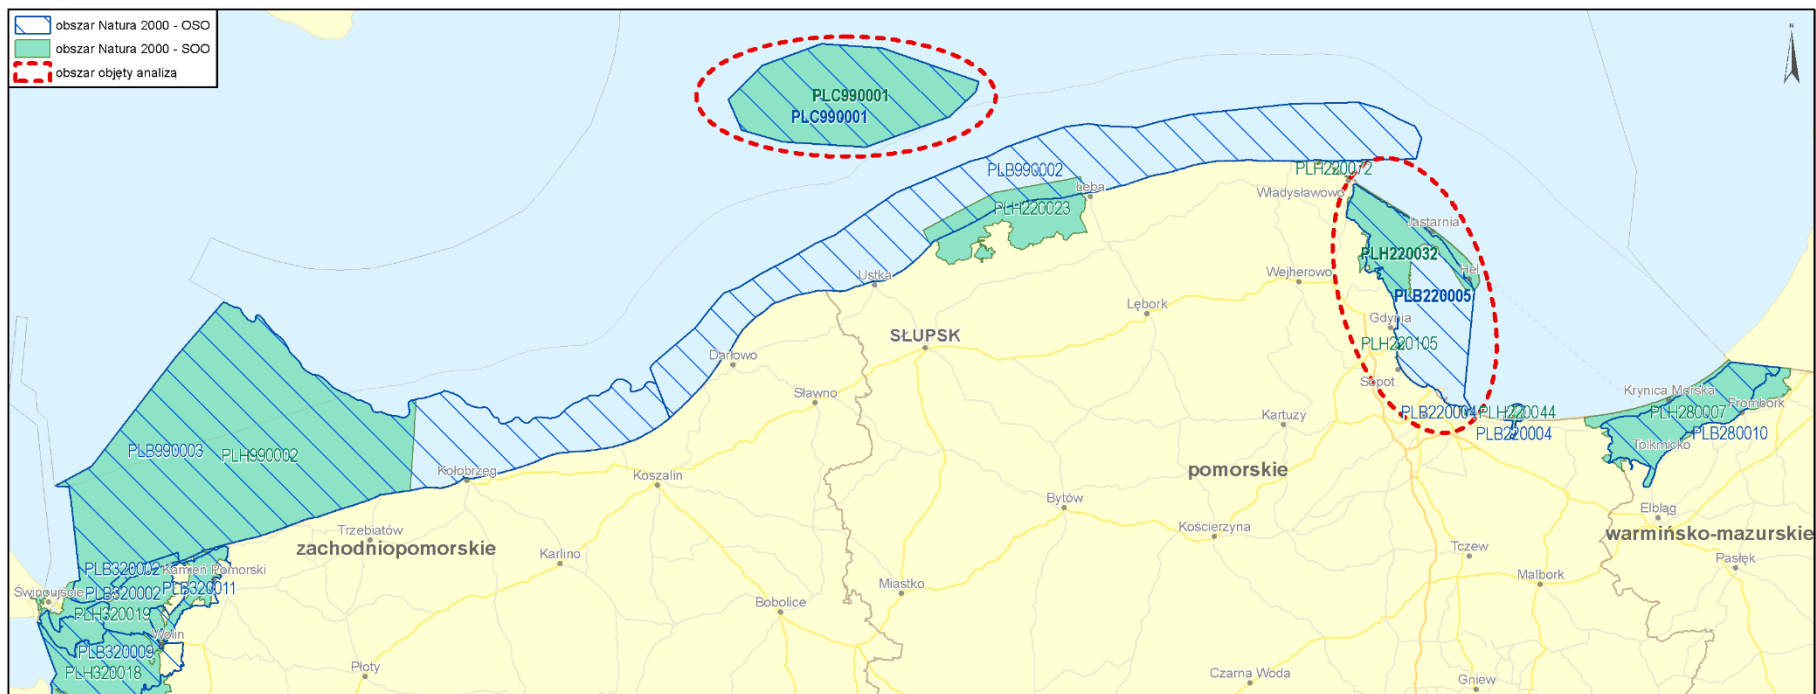 obszar Natura 2000 - OSO
obszar Natura 2000 - SOO
obszar objęty analizą
N
PLC990001
PLC990001
PLB990002
PLH220023
Łeba
PLH220072
Władysławowo
Jastarnia
PLH220032
Hel
PLB220005
Wejherowo
Ustka
Lębork
Gdynia
SŁUPSK
PLH220105
Darłowo
Sopot
Sławno
Krynica Morska
Frombork
PLB220004
PLH220044
PLH280007
Kartuzy
PLB220004
PLB280010
Tolkmicko
PLB990003
PLH990002
Kołobrzeg
Koszalin
pomorskie
Bytów
Kościerzyna
Elbląg
Trzebiatów
zachodniopomorskie
Karlino
warmińsko-mazurskie
Tczew
Pasłęk
PLB320002
Kamień Pomorski
Malbork
Miastko
Świnoujście
PLB320002
PLB320011
Bobolice
PLH320019
Wolin
PLB320009
PLH320018
Płoty
Czarna Woda
Gniew